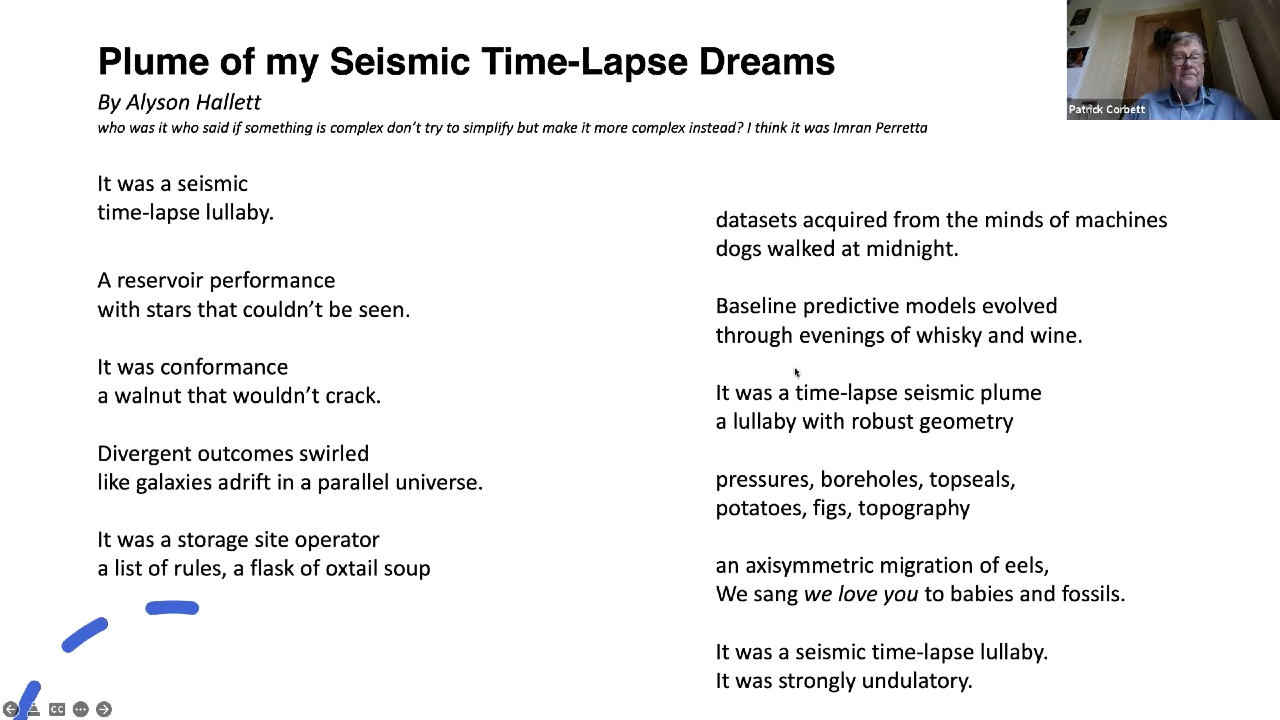 Plume of my Seismic Time-Lapse Dreams
By Alyson Hallett
who was it who said if something is complex don’t try to simplify but make it more complex instead? I think it was Imran Perretta
Patrick Corbett
It was a seismic
time-lapse lullaby.
A reservoir performance
with stars that couldn’t be seen.
It was conformance
a walnut that wouldn’t crack.
Divergent outcomes swirled
like galaxies adrift in a parallel universe.
It was a storage site operator
a list of rules, a flask of oxtail soup
datasets acquired from the minds of machines
dogs walked at midnight.
Baseline predictive models evolved
through evenings of whisky and wine.
It was a time-lapse seismic plume
a lullaby with robust geometry
pressures, boreholes, topseals,
potatoes, figs, topography
an axisymmetric migration of eels,
We sang we love you to babies and fossils.
It was a seismic time-lapse lullaby.
It was strongly undulatory.
CC